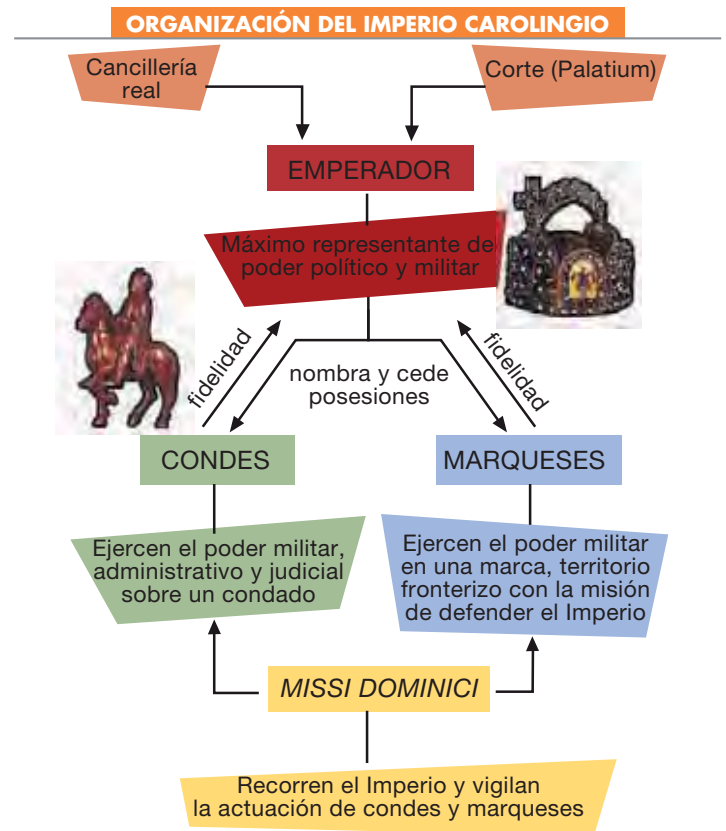 ORGANIZACIÓN DEL IMPERIO CAROLINGIO
Cancillería
real
Corte (Palatium)
EMPERADOR
Máximo representante de
poder político y militar
fidelidad
nombra y cede
posesiones
fidelidad
CONDES
MARQUESES
Ejercen el poder militar,
administrativo y judicial
sobre un condado
Ejercen el poder militar
en una marca, territorio
fronterizo con la misión
de defender el Imperio
MISSI DOMINICI
Recorren el Imperio y vigilan
la actuación de condes y marqueses